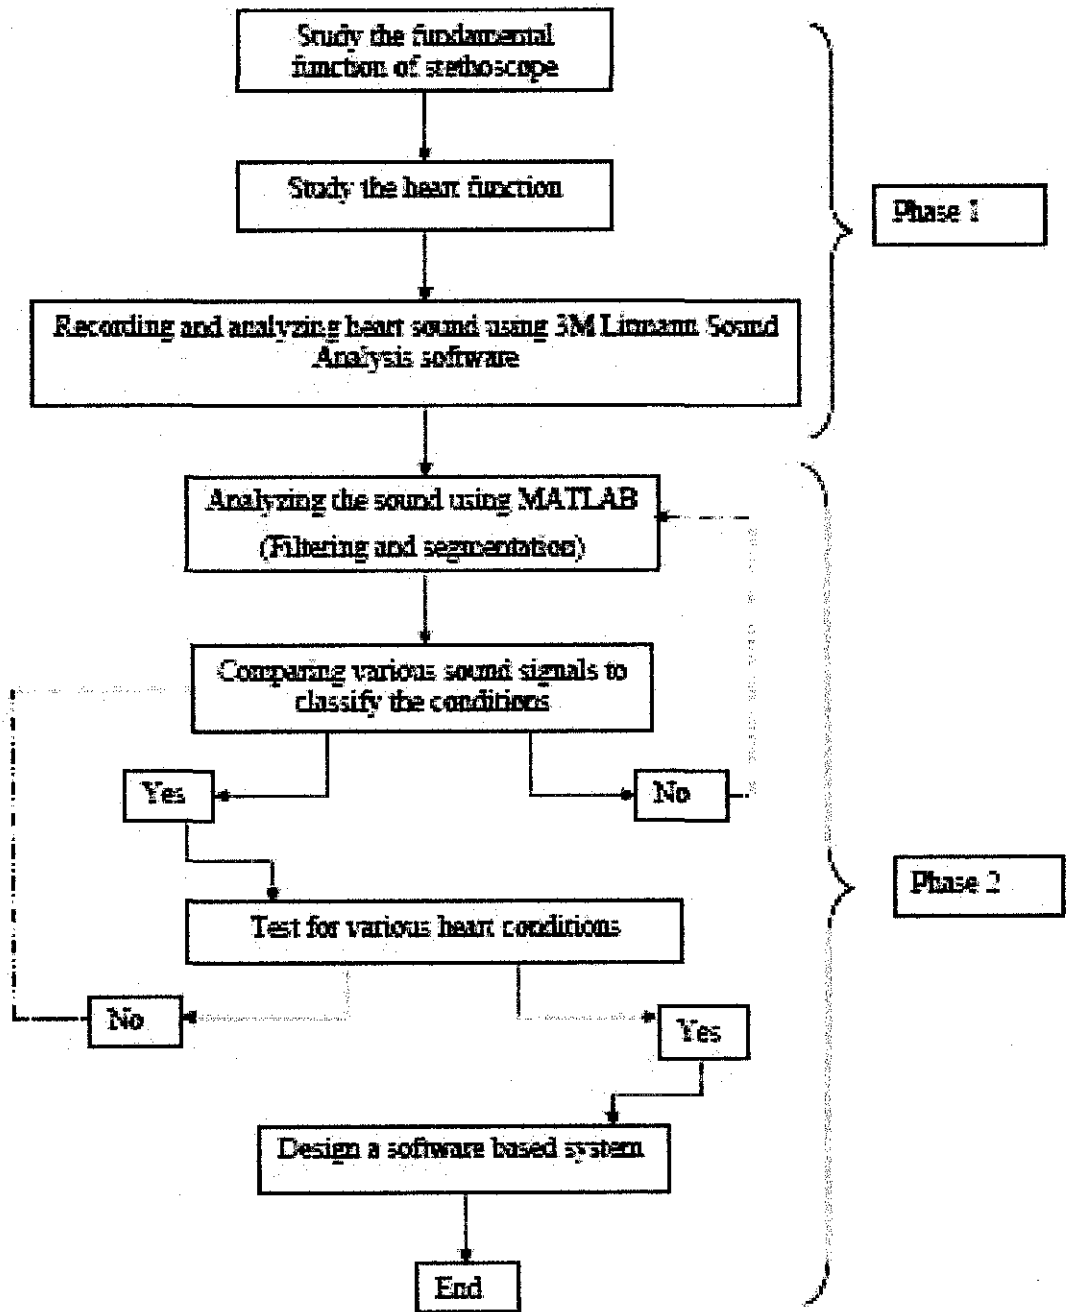 Study the fundamental
function of stethoscope
Study the heart function
Phase 1
Recording and analyzing heart sound using 3M Littmann Sound
Analysis software
Analyzing the sound using MATLAB
(Filtering and segmentation)
Comparing various sound signals to
classify the conditions
Yes
No
Phase 2
Test for various heart conditions
No
Yes
Design a software based system
End